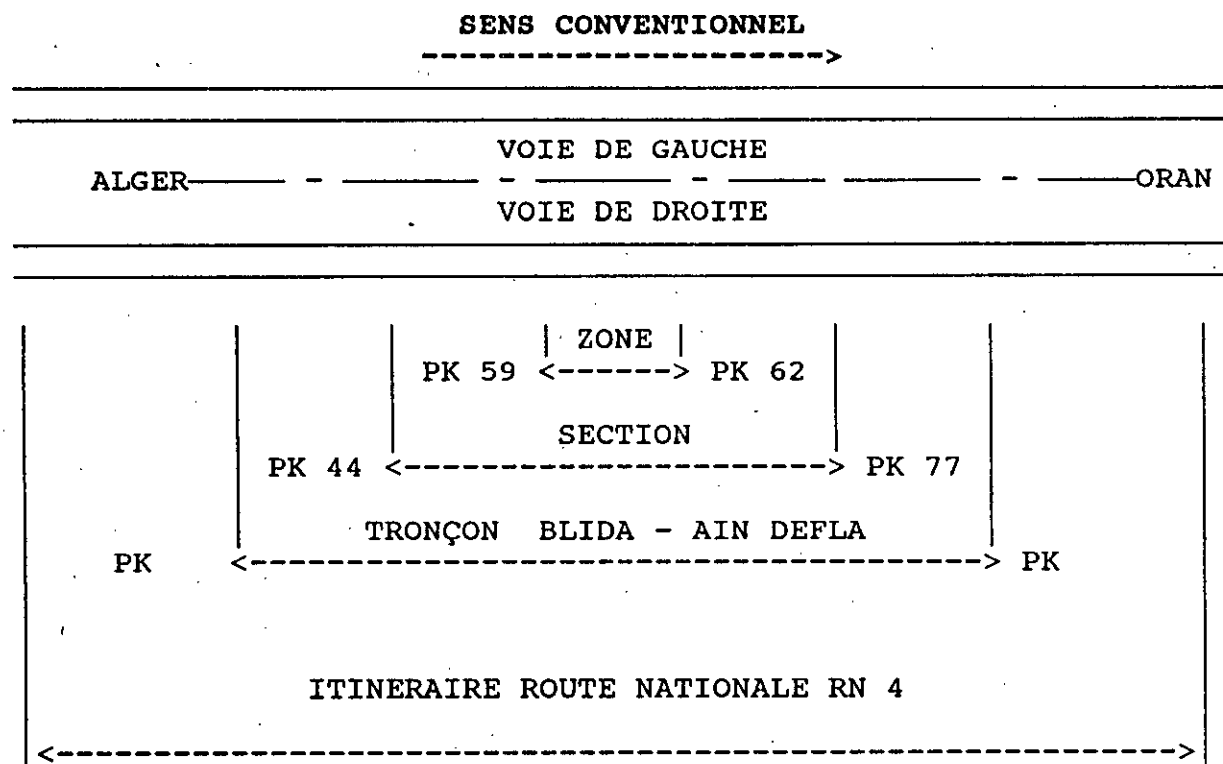 SENS CONVENTIONNEL
VOIE DE GAUCHE
ALGER ORAN
VOIE DE DROITE
ZONE
PK 59 PK 62
SECTION
PK 44 PK 77
TRONÇON BLIDA - AIN DEFLA
PK PK
ITINERAIRE ROUTE NATIONALE RN 4